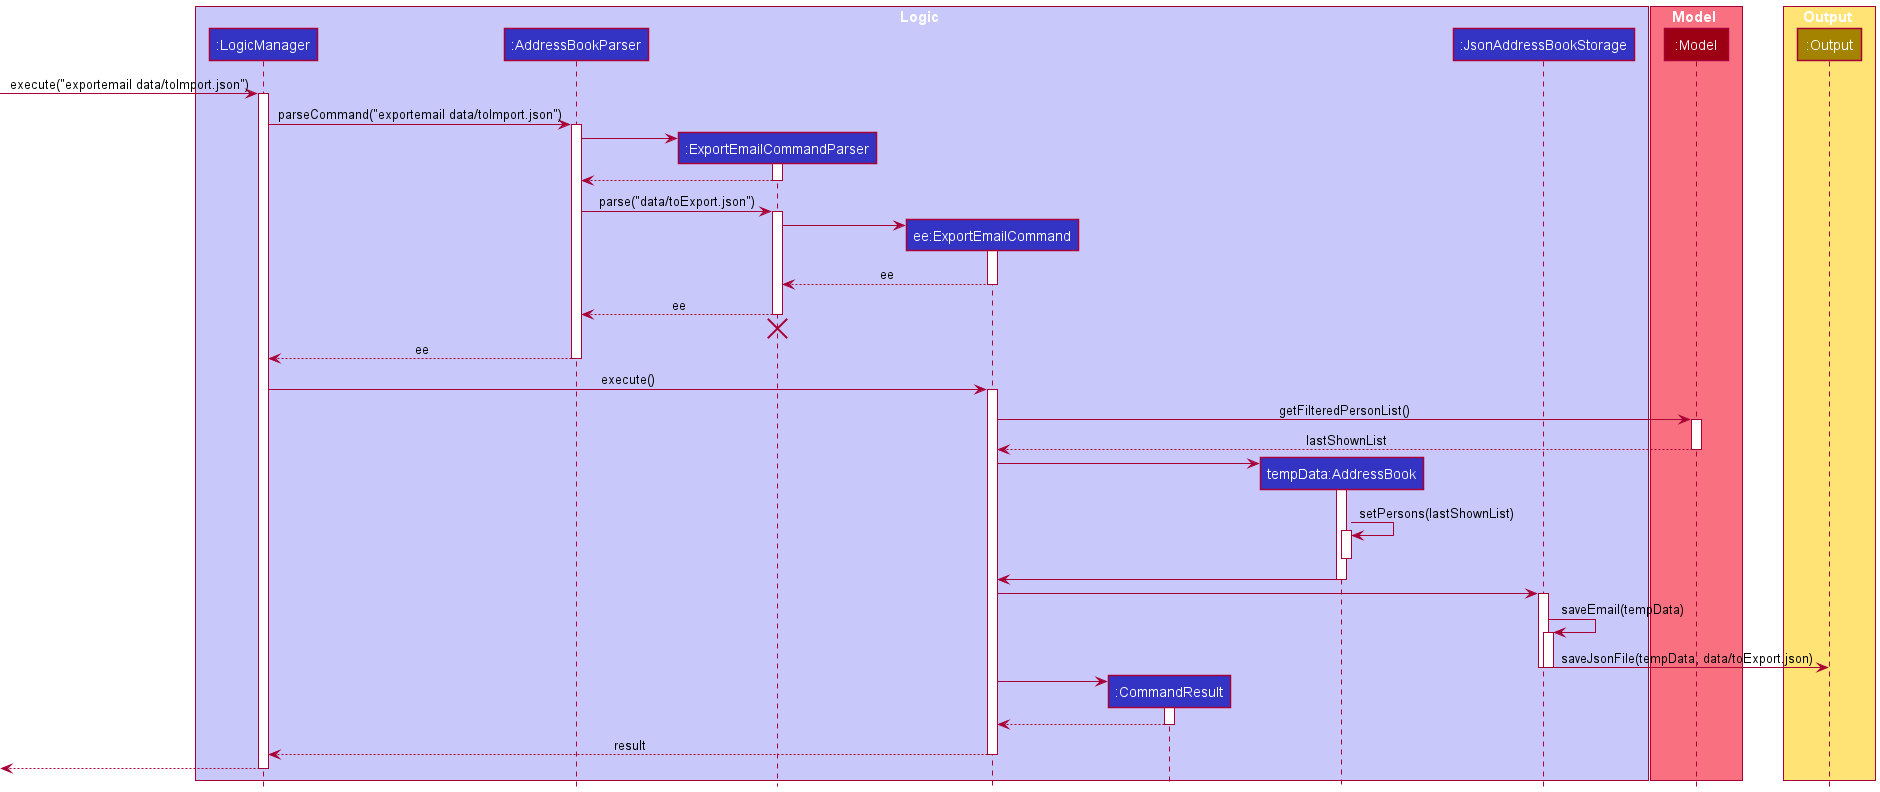 Logic
Model
Output
:LogicManager
:AddressBookParser
:JsonAddressBookStorage
:Model
:Output
execute("exportemail data/toImport.json")
parseCommand("exportemail data/toImport.json")
:ExportEmailCommandParser
parse("data/toExport.json")
ee:ExportEmailCommand
ee
ee
ee
execute()
getFilteredPersonList()
lastShownList
tempData:AddressBook
setPersons(lastShownList)
saveEmail(tempData)
saveJsonFile(tempData, data/toExport.json)
:CommandResult
result